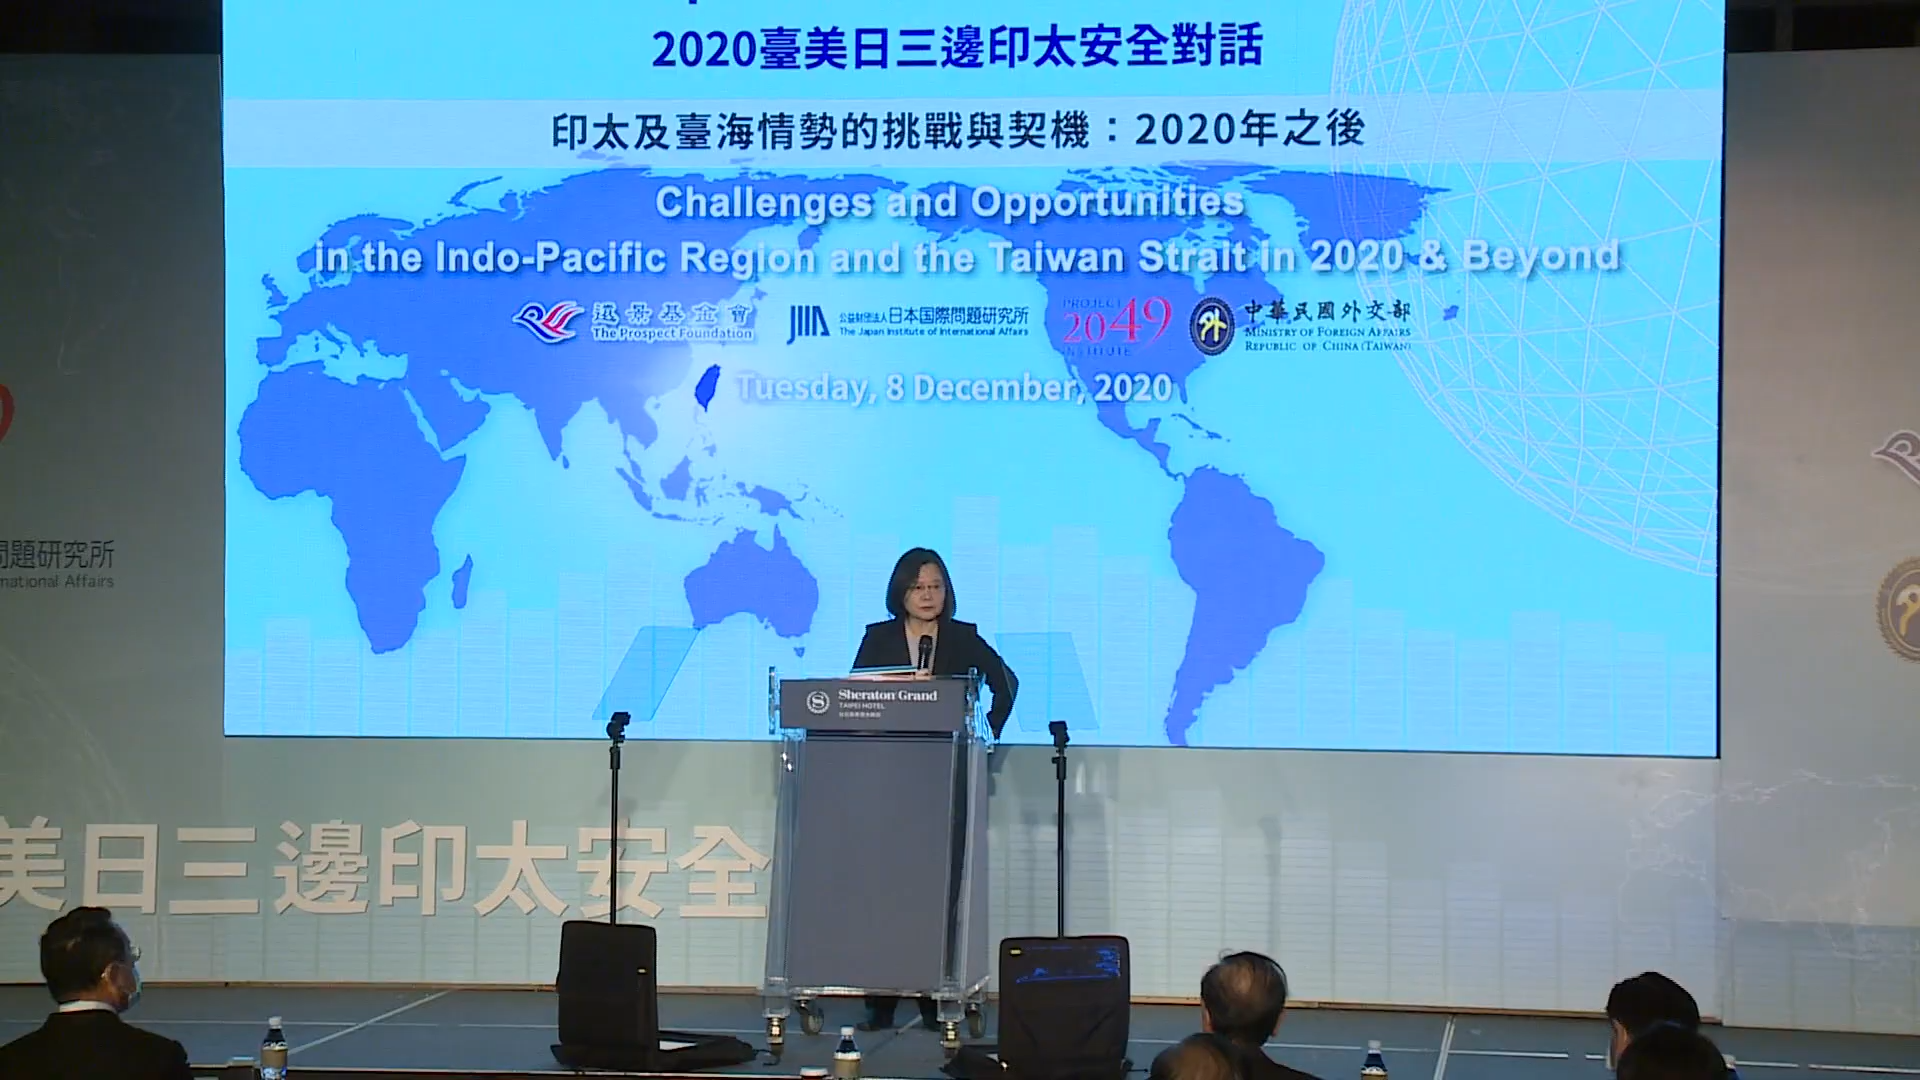 2020臺美日三邊印太安全對話
印太及臺海情勢的挑戰與契機：2020年之後
Challenges and Opportunities
in the Indo-Pacific Region and the Taiwan Strait in 2020 & Beyond
遠景基金會
The Prospect Foundation
JIIA
公益財団法人日本国際問題研究所
The Japan Institute of International Affairs
PROJECT
2049
INSTITUTE
外
中華民國外交部
MINISTRY OF FOREIGN AFFAIRS
REPUBLIC OF CHINA (TAIWAN)
Tuesday, 8 December, 2020
問題研究所
national Affairs
S
Sheraton Grand
TAIPEI HOTEL
美日三邊印太安全